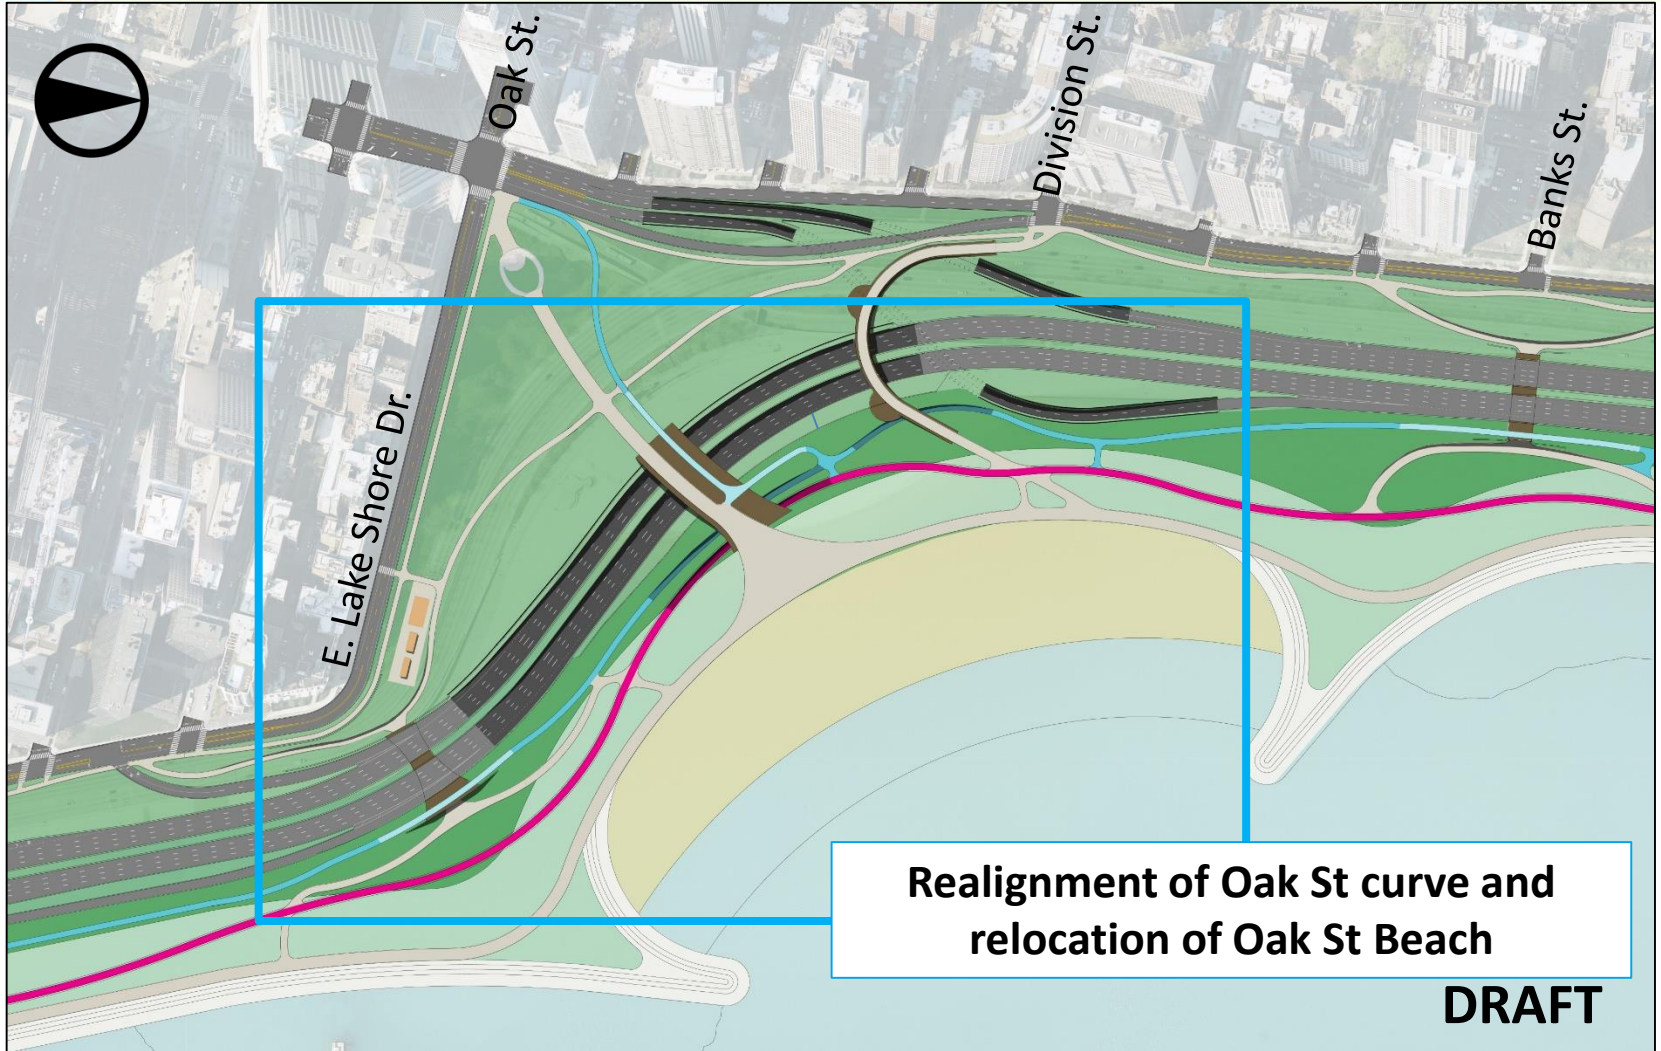 Oak St.
Division St.
Banks St.
E. Lake Shore Dr.
Realignment of Oak St curve and
relocation of Oak St Beach
DRAFT